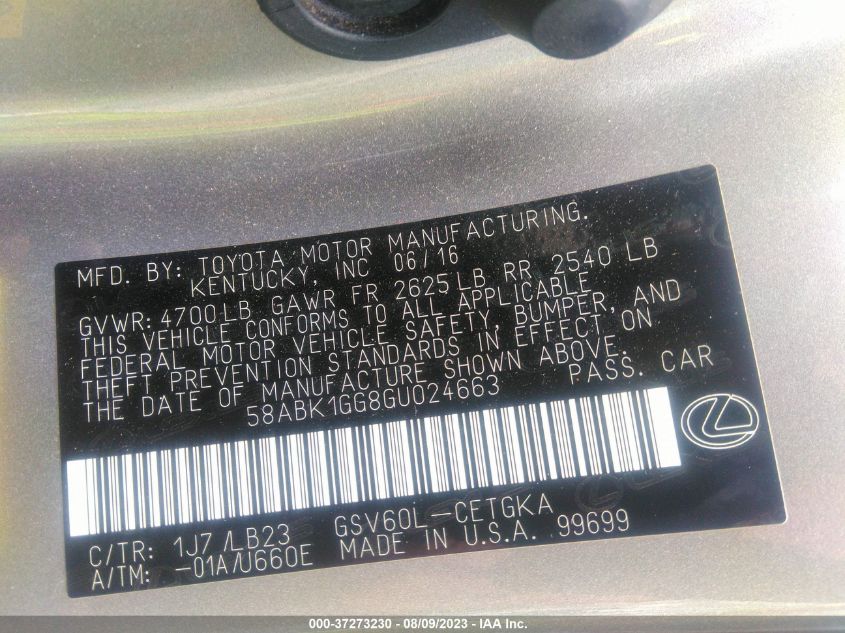 MFD. BY: TOYOTA MOTOR MANUFACTURING.
KENTUCKY, INC 06/16
GVWR: 4700LB GAWR FR 2625LB RR 2540 LB
THIS VEHICLE CONFORMS TO ALL APPLICABLE
FEDERAL MOTOR VEHICLE SAFETY, BUMPER, AND
THEFT PREVENTION STANDARDS IN EFFECT ON
THE DATE OF MANUFACTURE SHOWN ABOVE.
58ABK1GG8GU024663 PASS. CAR
C/TR: 1J7/LB23 GSV60L-CETGKA
A/TM: -01A/U660E MADE IN U.S.A. 99699
000-37273230 - 08/09/2023 - IAA Inc.